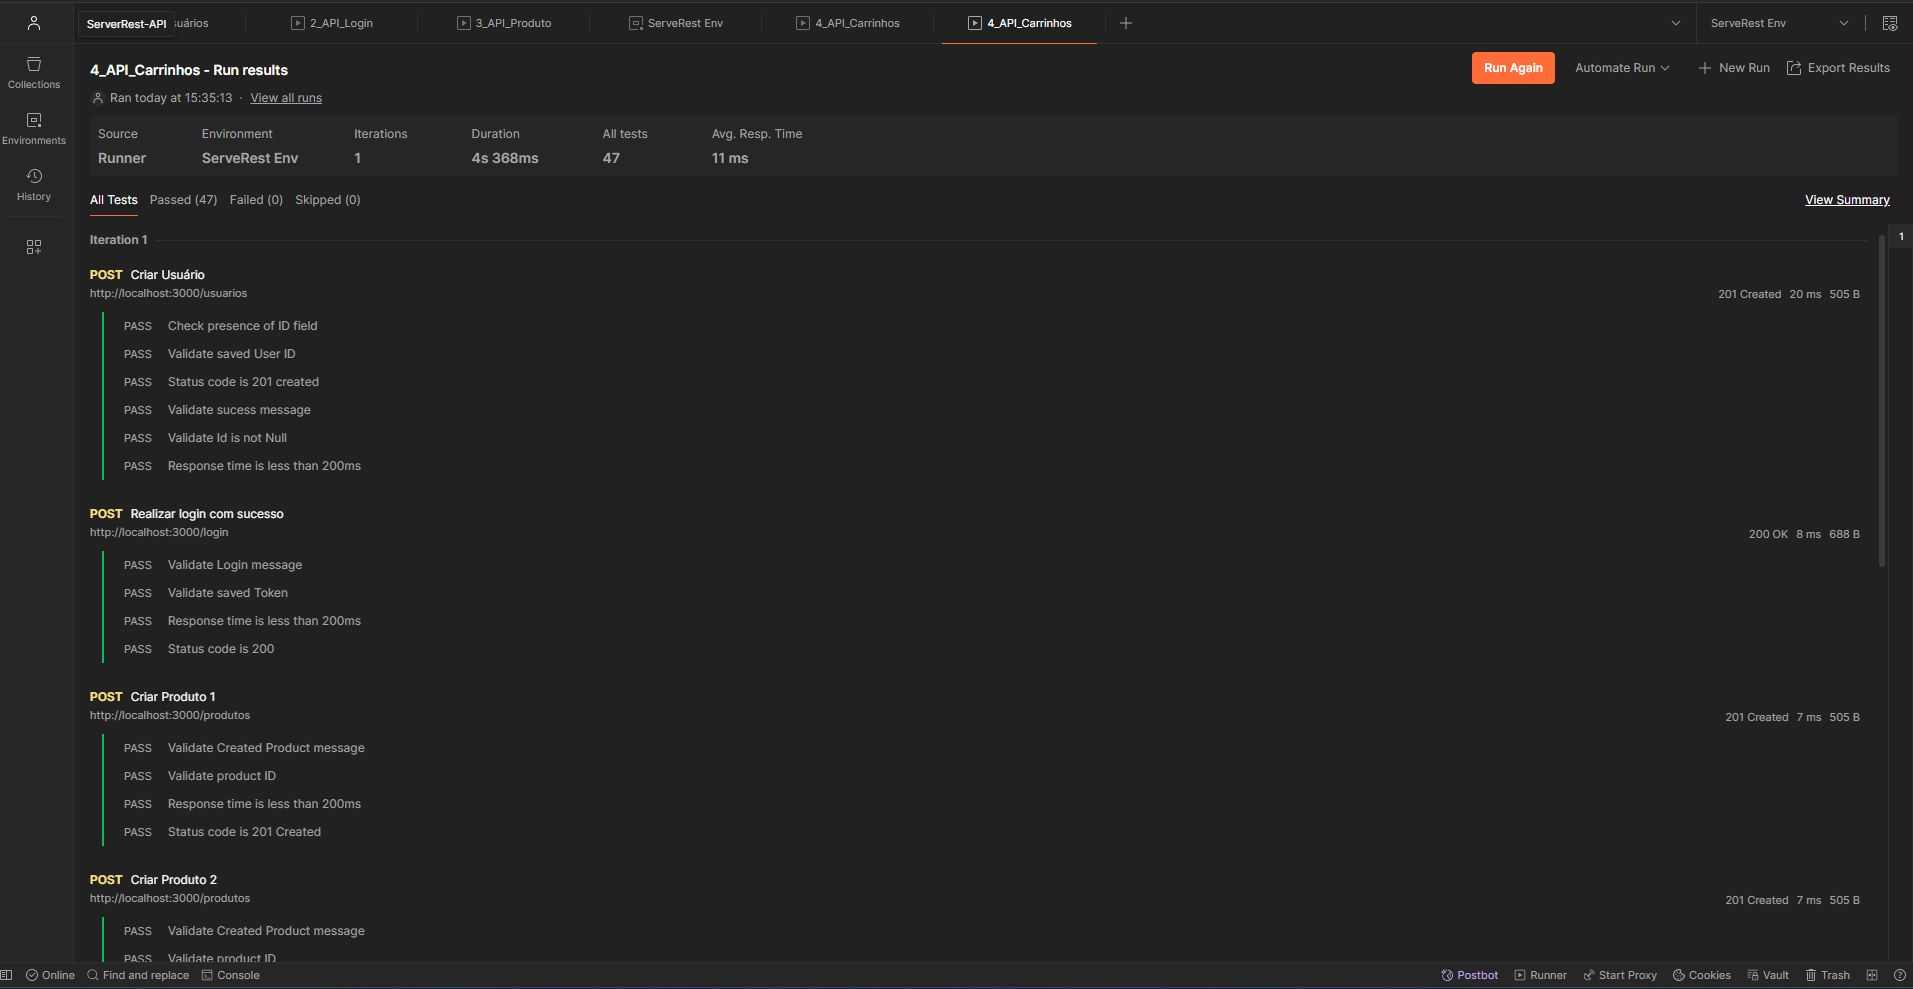 ServerRest-API
suários
2_API_Login
3_API_Produto
ServeRest Env
4_API_Carrinhos
4_API_Carrinhos
ServeRest Env
Collections
Environments
History
4_API_Carrinhos - Run results
Run Again
Automate Run
New Run
Export Results
Ran today at 15:35:13 · View all runs
Source Environment Iterations Duration All tests Avg. Resp. Time
Runner ServeRest Env 1 4s 368ms 47 11 ms
All Tests Passed (47) Failed (0) Skipped (0) View Summary
Iteration 1
1
POST Criar Usuário
http://localhost:3000/usuarios
201 Created 20 ms 505 B
PASS Check presence of ID field
PASS Validate saved User ID
PASS Status code is 201 created
PASS Validate sucess message
PASS Validate Id is not Null
PASS Response time is less than 200ms
POST Realizar login com sucesso
http://localhost:3000/login
200 OK 8 ms 688 B
PASS Validate Login message
PASS Validate saved Token
PASS Response time is less than 200ms
PASS Status code is 200
POST Criar Produto 1
http://localhost:3000/produtos
201 Created 7 ms 505 B
PASS Validate Created Product message
PASS Validate product ID
PASS Response time is less than 200ms
PASS Status code is 201 Created
POST Criar Produto 2
http://localhost:3000/produtos
201 Created 7 ms 505 B
PASS Validate Created Product message
PASS Validate product ID
Online Find and replace Console Postbot Runner Start Proxy Cookies Vault Trash